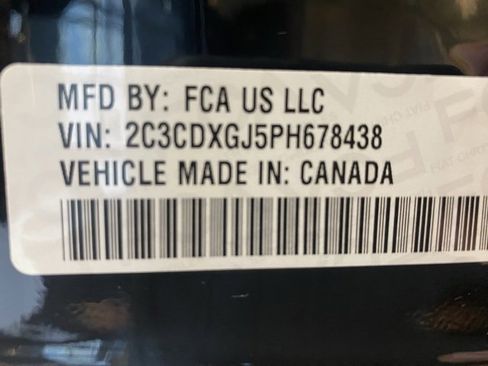 MFD BY: FCA US LLC
VIN: 2C3CDXGJ5PH678438
VEHICLE MADE IN: CANADA